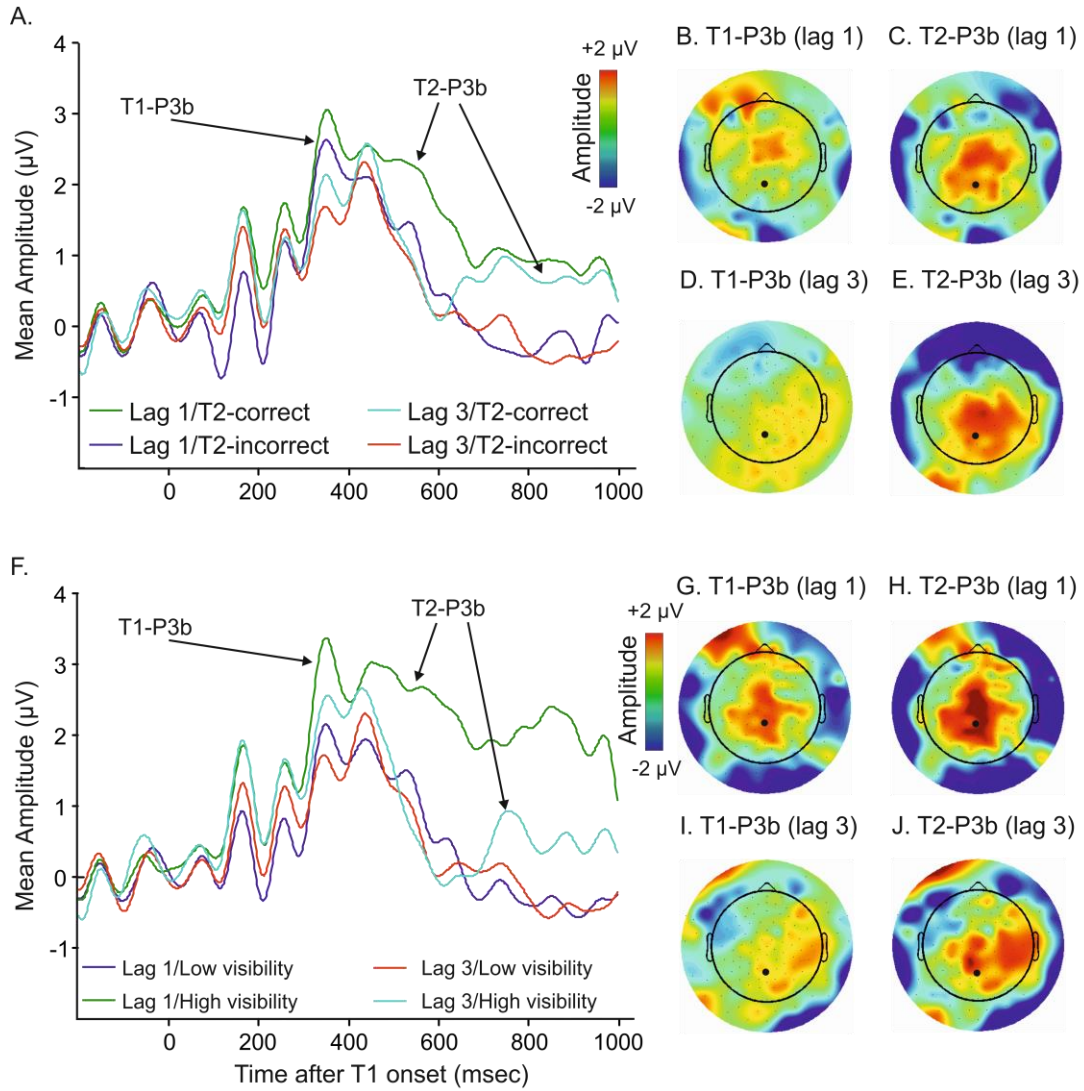 A.
4
3
2
1
0
-1
Mean Amplitude (µV)
T1-P3b
T2-P3b
Lag 1/T2-correct
Lag 1/T2-incorrect
Lag 3/T2-correct
Lag 3/T2-incorrect
0 200 400 600 800 1000
+2 µV
Amplitude
-2 µV
B. T1-P3b (lag 1)
C. T2-P3b (lag 1)
D. T1-P3b (lag 3)
E. T2-P3b (lag 3)
F.
4
3
2
1
0
-1
Mean Amplitude (µV)
T1-P3b
T2-P3b
Lag 1/Low visibility
Lag 1/High visibility
Lag 3/Low visibility
Lag 3/High visibility
0 200 400 600 800 1000
Time after T1 onset (msec)
+2 µV
Amplitude
-2 µV
G. T1-P3b (lag 1)
H. T2-P3b (lag 1)
I. T1-P3b (lag 3)
J. T2-P3b (lag 3)